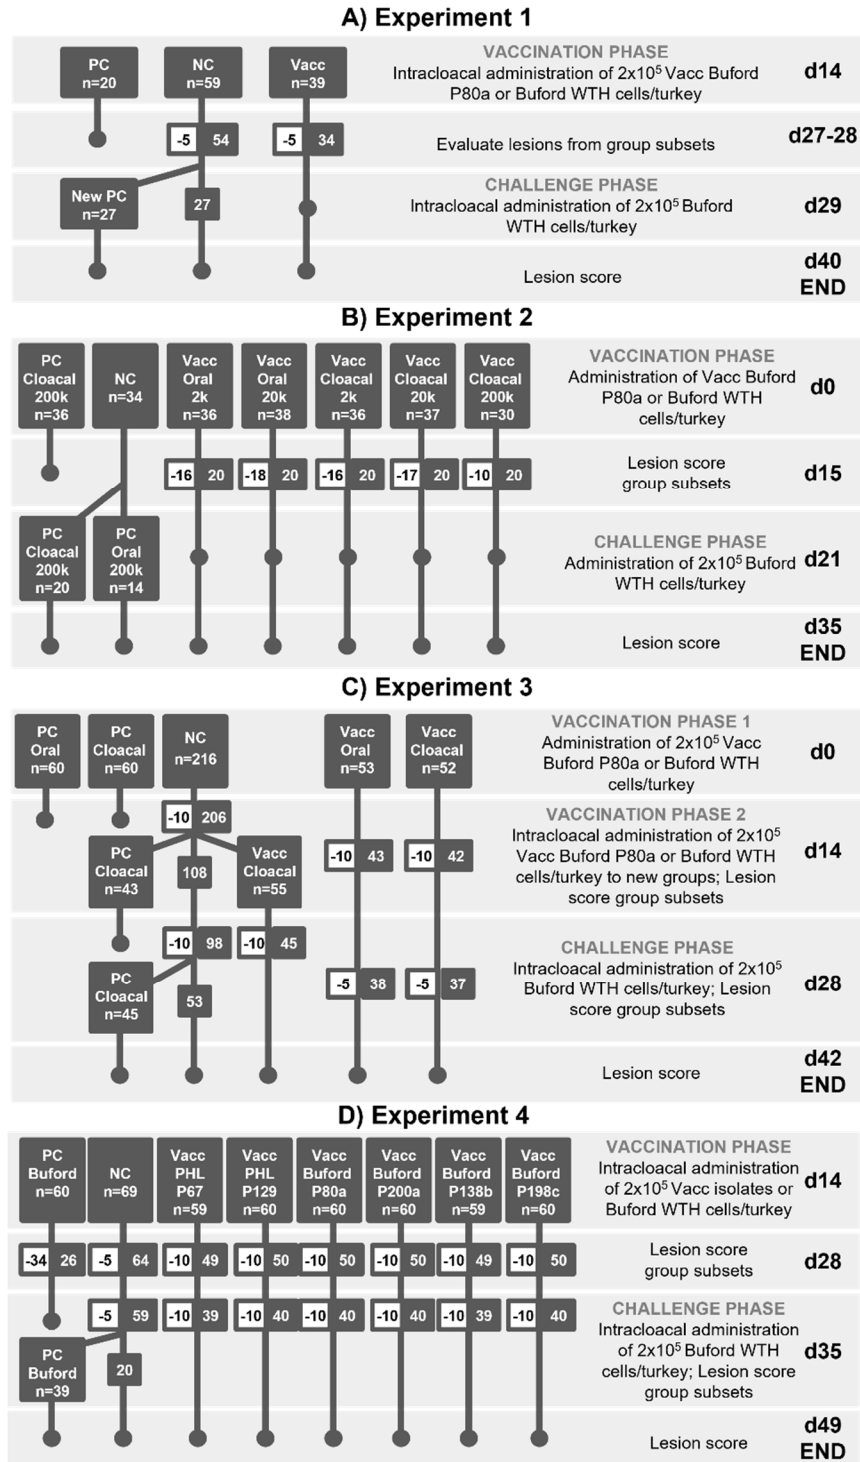 A) Experiment 1
PC
n=20
NC
n=59
Vacc
n=39
VACCINATION PHASE
Intracloacal administration of 2x10⁵ Vacc Buford
P80a or Buford WTH cells/turkey
d14
-5 54
-5 34
Evaluate lesions from group subsets
d27-28
New PC
n=27
27
CHALLENGE PHASE
Intracloacal administration of 2x10⁵ Buford
WTH cells/turkey
d29
Lesion score
d40
END
B) Experiment 2
PC
Cloacal
200k
n=36
NC
n=34
Vacc
Oral
2k
n=36
Vacc
Oral
20k
n=38
Vacc
Cloacal
2k
n=36
Vacc
Cloacal
20k
n=37
Vacc
Cloacal
200k
n=30
VACCINATION PHASE
Administration of Vacc Buford
P80a or Buford WTH
cells/turkey
d0
-16 20
-18 20
-16 20
-17 20
-10 20
Lesion score
group subsets
d15
PC
Cloacal
200k
n=20
PC
Oral
200k
n=14
CHALLENGE PHASE
Administration of 2x10⁵ Buford
WTH cells/turkey
d21
Lesion score
d35
END
C) Experiment 3
PC
Oral
n=60
PC
Cloacal
n=60
NC
n=216
Vacc
Oral
n=53
Vacc
Cloacal
n=52
VACCINATION PHASE 1
Administration of 2x10⁵ Vacc
Buford P80a or Buford WTH
cells/turkey
d0
-10 206
PC
Cloacal
n=43
108
Vacc
Cloacal
n=55
-10 43
-10 42
VACCINATION PHASE 2
Intracloacal administration of 2x10⁵
Vacc Buford P80a or Buford WTH
cells/turkey to new groups; Lesion
score group subsets
d14
-10 98
-10 45
PC
Cloacal
n=45
53
-5 38
-5 37
CHALLENGE PHASE
Intracloacal administration of 2x10⁵
Buford WTH cells/turkey; Lesion
score group subsets
d28
Lesion score
d42
END
D) Experiment 4
PC
Buford
n=60
NC
n=69
Vacc
PHL
P67
n=59
Vacc
PHL
P129
n=60
Vacc
Buford
P80a
n=60
Vacc
Buford
P200a
n=60
Vacc
Buford
P138b
n=59
Vacc
Buford
P198c
n=60
VACCINATION PHASE
Intracloacal administration
of 2x10⁵ Vacc isolates or
Buford WTH cells/turkey
d14
-34 26
-5 64
-10 49
-10 50
-10 50
-10 50
-10 49
-10 50
Lesion score
group subsets
d28
-5 59
-10 39
-10 40
-10 40
-10 40
-10 39
-10 40
PC
Buford
n=39
20
CHALLENGE PHASE
Intracloacal administration
of 2x10⁵ Buford WTH
cells/turkey; Lesion score
group subsets
d35
Lesion score
d49
END